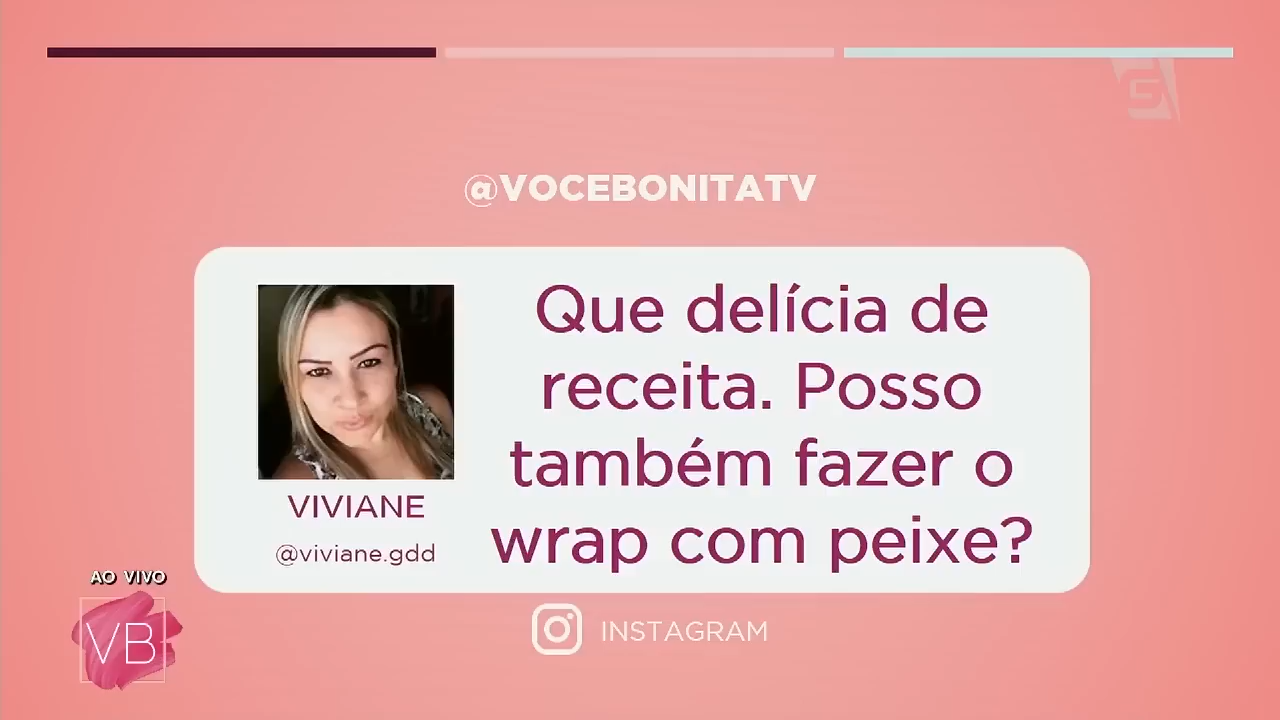 @VOCEBONITATV
Que delícia de
receita. Posso
também fazer o
wrap com peixe?
VIVIANE
@viviane.gdd
AO VIVO
VB
INSTAGRAM